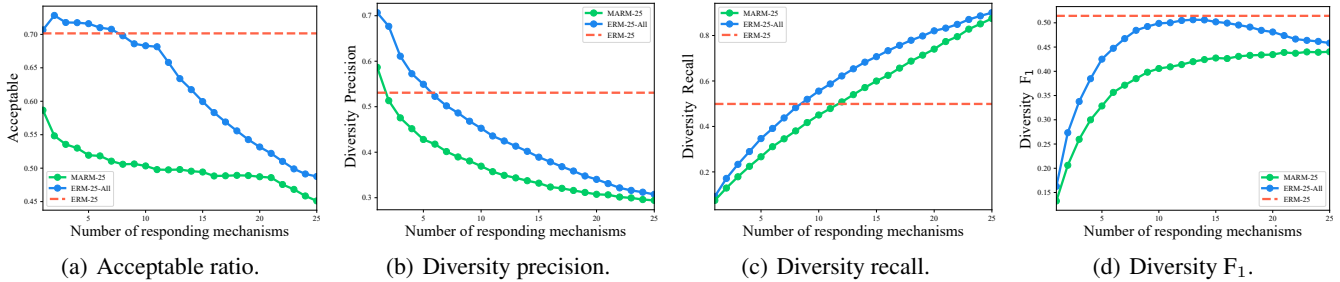 Acceptable
0.70
0.65
0.60
0.55
0.50
0.45
MARM-25
ERM-25-All
ERM-25
5
10
15
20
25
Number of responding mechanisms
(a) Acceptable ratio.
Diversity Precision
0.7
0.6
0.5
0.4
0.3
MARM-25
ERM-25-All
ERM-25
5
10
15
20
25
Number of responding mechanisms
(b) Diversity precision.
Diversity Recall
0.8
0.6
0.4
0.2
MARM-25
ERM-25-All
ERM-25
5
10
15
20
25
Number of responding mechanisms
(c) Diversity recall.
Diversity F₁
0.50
0.45
0.40
0.35
0.30
0.25
0.20
0.15
MARM-25
ERM-25-All
ERM-25
5
10
15
20
25
Number of responding mechanisms
(d) Diversity F₁.